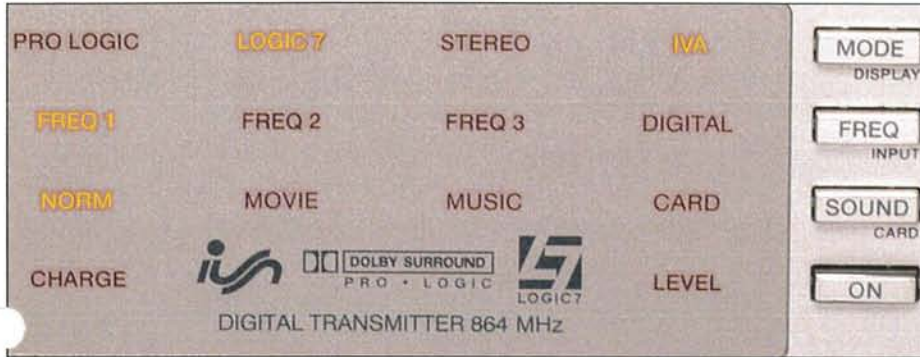 PRO LOGIC LOGIC 7 STEREO IVA MODE
DISPLAY
FREQ 1 FREQ 2 FREQ 3 DIGITAL FREQ
INPUT
NORM MOVIE MUSIC CARD SOUND
CARD
CHARGE ivn DOLBY SURROUND LEVEL ON
PRO • LOGIC
LOGIC7
DIGITAL TRANSMITTER 864 MHz